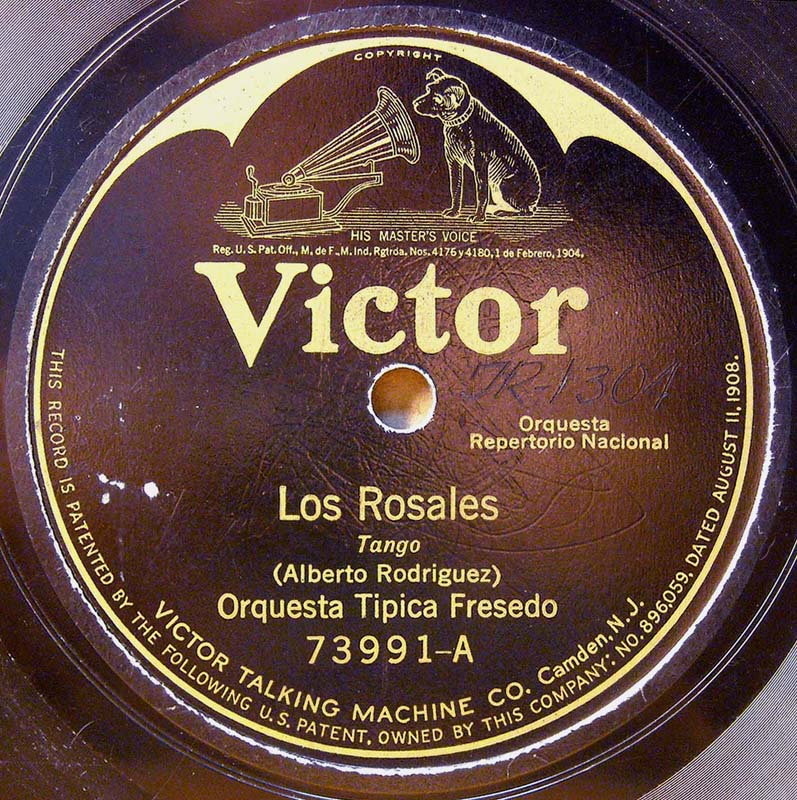 COPYRIGHT
HIS MASTER'S VOICE
Reg. U.S. Pat. Off., M. de F., M. Ind. Rgtrda. Nos. 4176 y 4180, 1 de Febrero, 1904.
Victor
7R-1304
Orquesta
Repertorio Nacional
Los Rosales
Tango
(Alberto Rodriguez)
Orquesta Tipica Fresedo
73991-A
VICTOR TALKING MACHINE CO. Camden, N. J.
THIS RECORD IS PATENTED BY THE FOLLOWING U.S. PATENT, OWNED BY THIS COMPANY: NO. 896,059, DATED AUGUST 11, 1908.